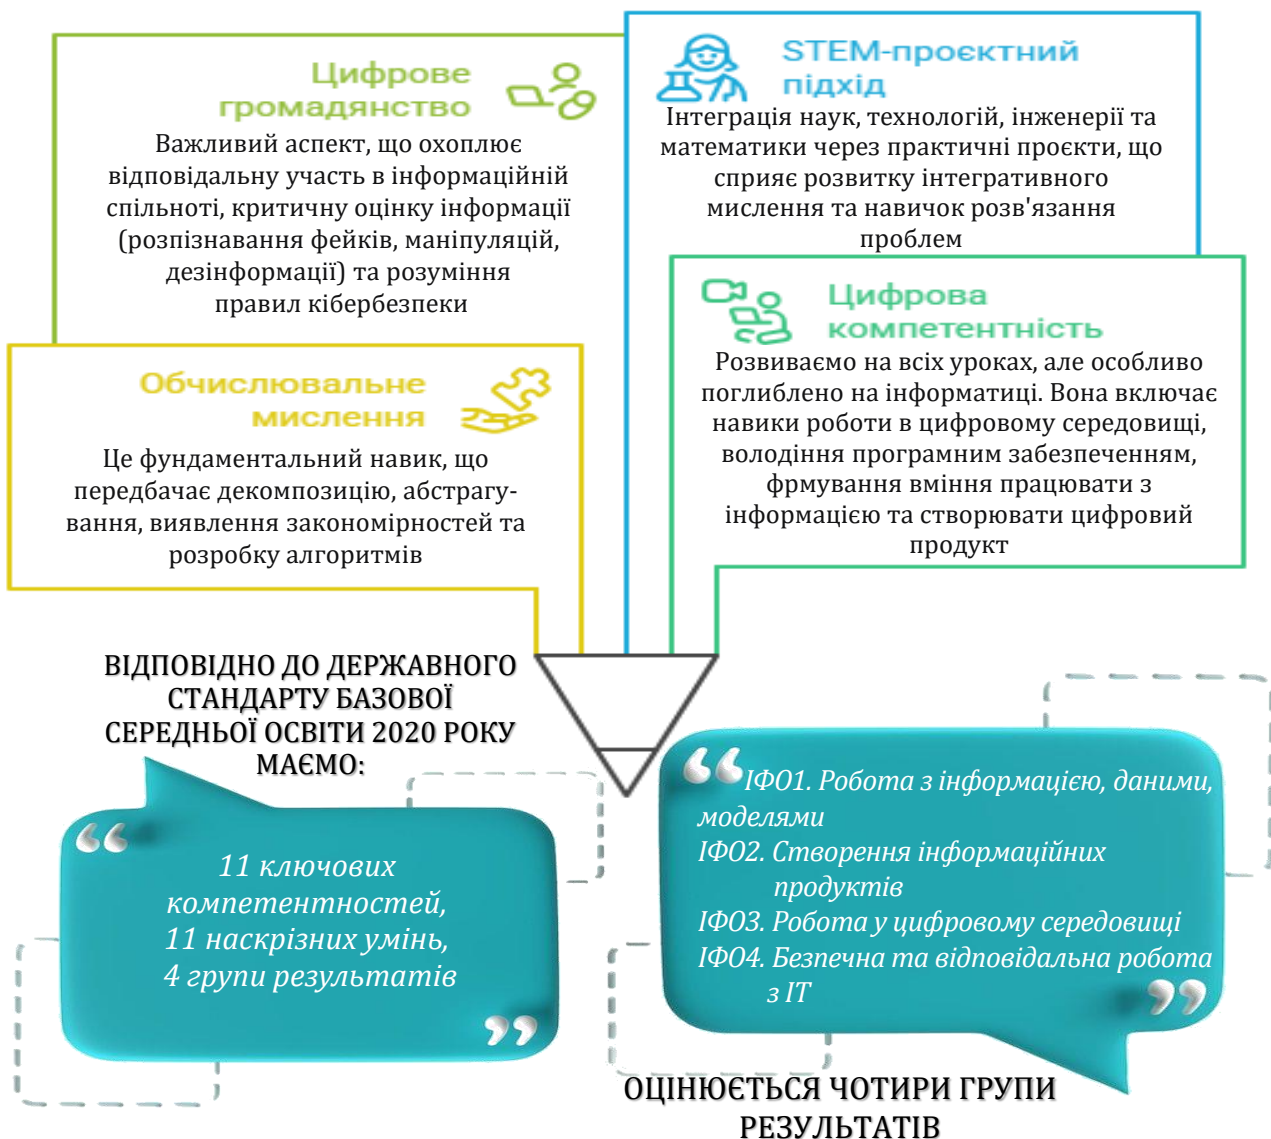 Цифрове
громадянство
Важливий аспект, що охоплює
відповідальну участь в інформаційній
спільноті, критичну оцінку інформації
(розпізнавання фейків, маніпуляцій,
дезінформації) та розуміння
правил кібербезпеки
STEM-проєктний
підхід
Інтеграція наук, технологій, інженерії та
математики через практичні проєкти, що
сприяє розвитку інтегративного
мислення та навичок розв'язання
проблем
Обчислювальне
мислення
Це фундаментальний навик, що
передбачає декомпозицію, абстрагу-
вання, виявлення закономірностей та
розробку алгоритмів
Цифрова
компетентність
Розвиваємо на всіх уроках, але особливо
поглиблено на інформатиці. Вона включає
навики роботи в цифровому середовищі,
володіння програмним забезпеченням,
фрмування вміння працювати з
інформацією та створювати цифровий
продукт
ВІДПОВІДНО ДО ДЕРЖАВНОГО
СТАНДАРТУ БАЗОВОЇ
СЕРЕДНЬОЇ ОСВІТИ 2020 РОКУ
МАЄМО:
“
11 ключових
компетентностей,
11 наскрізних умінь,
4 групи результатів
”
“ ІФО1. Робота з інформацією, даними,
моделями
ІФО2. Створення інформаційних
продуктів
ІФО3. Робота у цифровому середовищі
ІФО4. Безпечна та відповідальна робота
з ІТ ”
ОЦІНЮЄТЬСЯ ЧОТИРИ ГРУПИ
РЕЗУЛЬТАТІВ